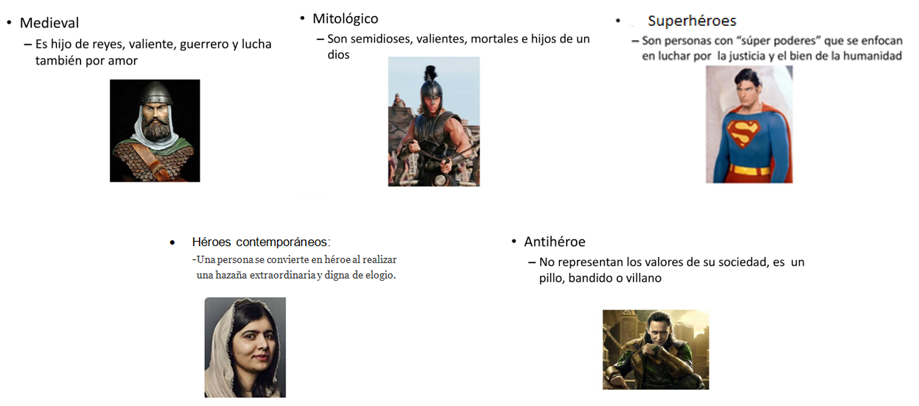 • Medieval
– Es hijo de reyes, valiente, guerrero y lucha
también por amor
• Mitológico
– Son semidioses, valientes, mortales e hijos de un
dios
• Superhéroes
– Son personas con “súper poderes” que se enfocan
en luchar por la justicia y el bien de la humanidad
• Héroes contemporáneos:
-Una persona se convierte en héroe al realizar
una hazaña extraordinaria y digna de elogio.
• Antihéroe
– No representan los valores de su sociedad, es un
pillo, bandido o villano